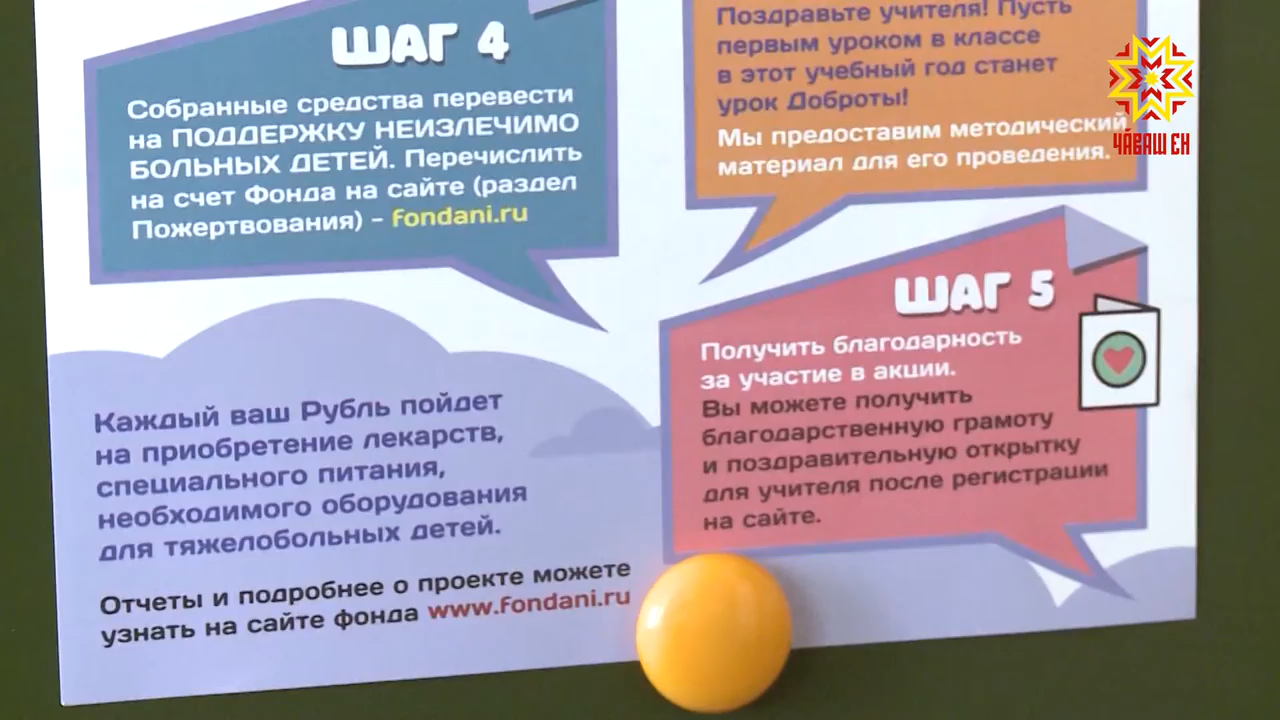 ШАГ 4
Собранные средства перевести
на ПОДДЕРЖКУ НЕИЗЛЕЧИМО
БОЛЬНЫХ ДЕТЕЙ. Перечислить
на счет Фонда на сайте (раздел
Пожертвования) – fondani.ru
Поздравьте учителя! Пусть
первым уроком в классе
в этот учебный год станет
урок Доброты!
Мы предоставим методический
материал для его проведения.
ЧӐВАШ ЕН
ШАГ 5
Получить благодарность
за участие в акции.
Вы можете получить
благодарственную грамоту
и поздравительную открытку
для учителя после регистрации
на сайте.
Каждый ваш Рубль пойдет
на приобретение лекарств,
специального питания,
необходимого оборудования
для тяжелобольных детей.
Отчеты и подробнее о проекте можете
узнать на сайте фонда www.fondani.ru